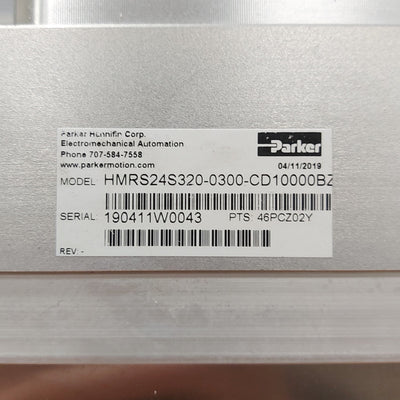 Parker Hannifin Corp.
Electromechanical Automation
Phone 707-584-7558
www.parkermotion.com
Parker
04/11/2019
MODEL: HMRS24S320-0300-CD10000BZ
SERIAL: 190411W0043 PTS: 46PCZ02Y
REV: -